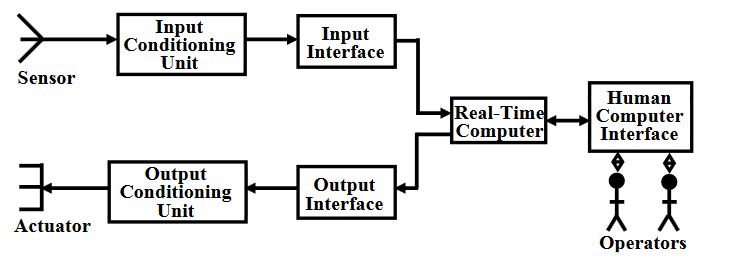 Sensor
Input
Conditioning
Unit
Input
Interface
Real-Time
Computer
Human
Computer
Interface
Operators
Output
Interface
Output
Conditioning
Unit
Actuator